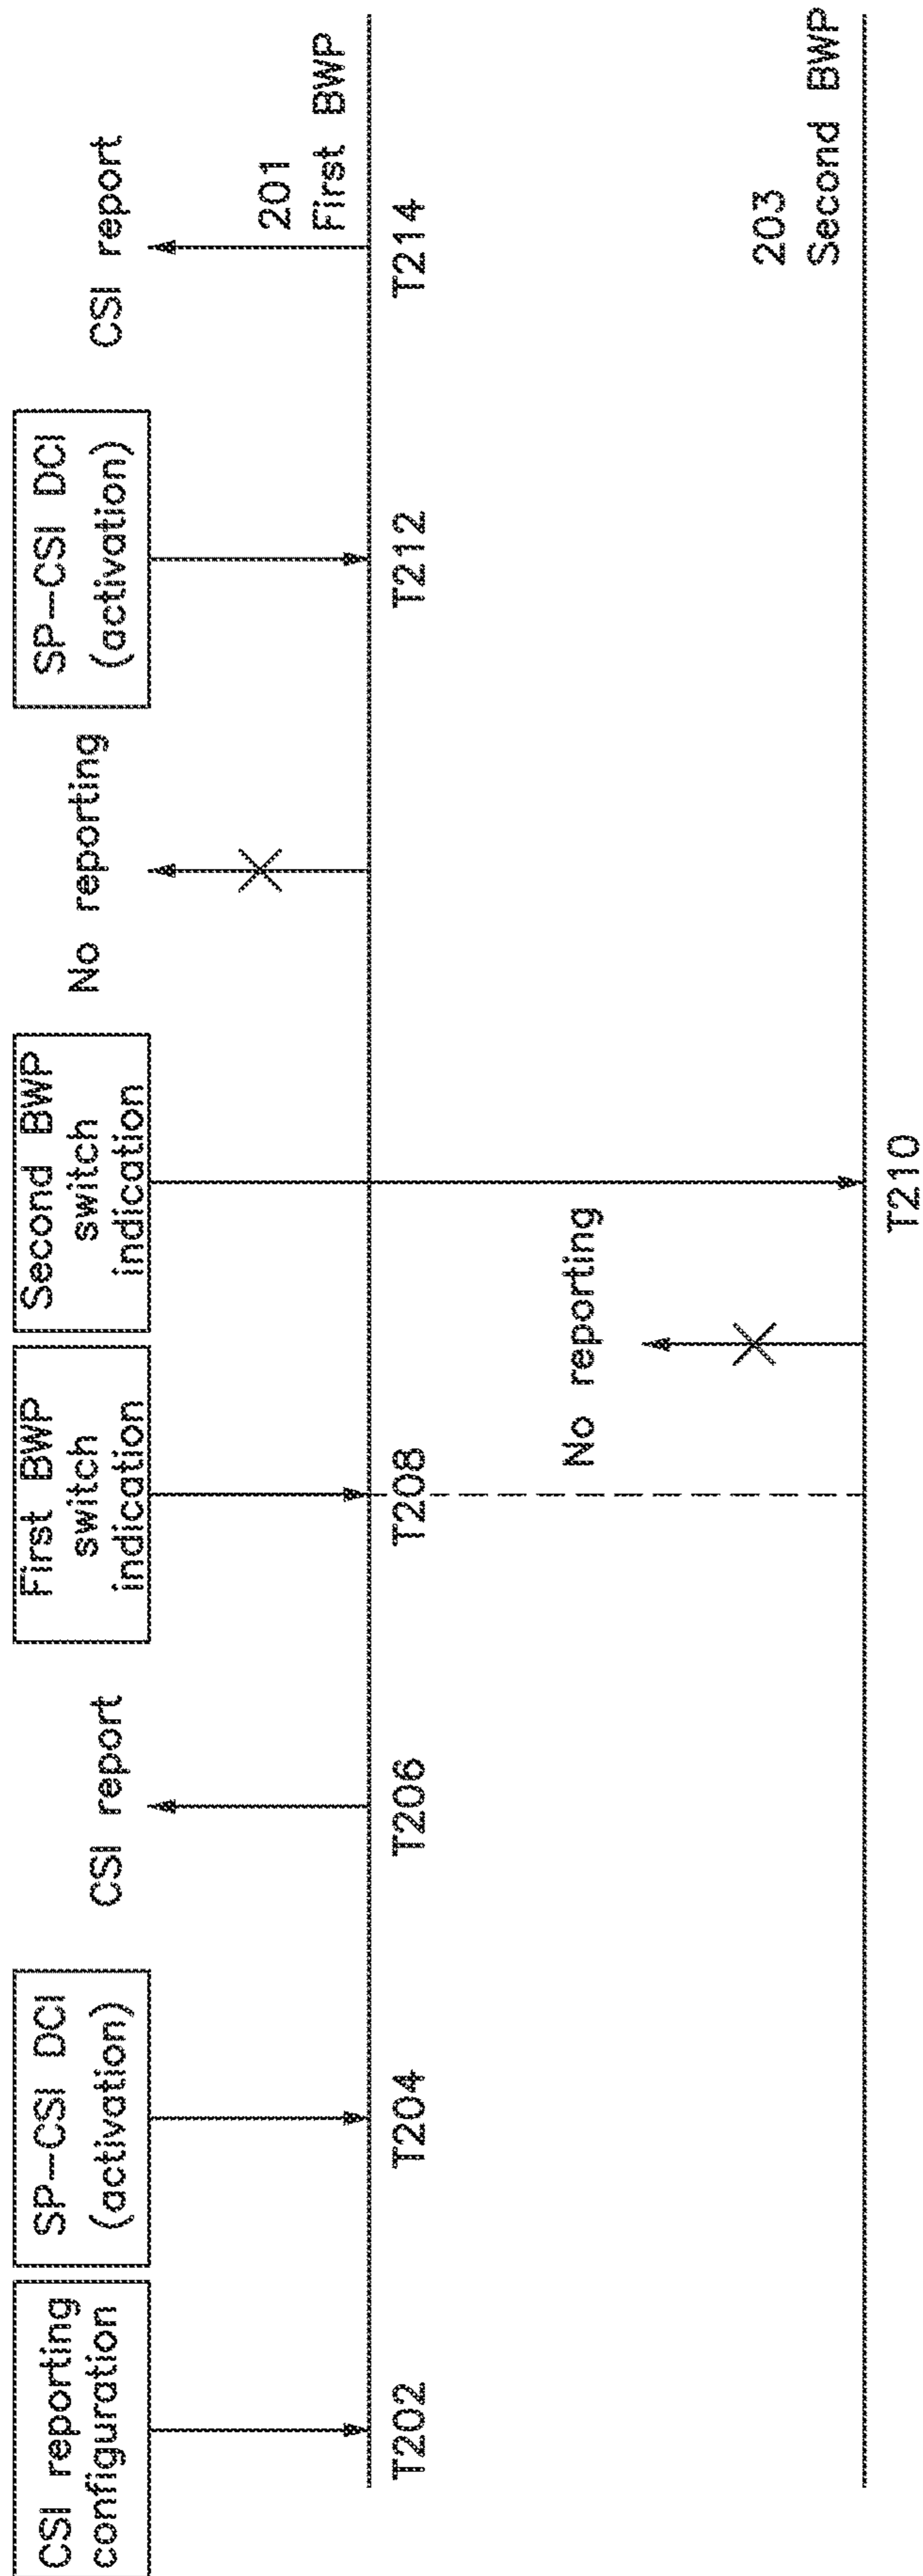 CSI reporting
configuration
SP-CSI DCI
(activation)
CSI report
First BWP
switch
indication
Second BWP
switch
indication
No reporting
SP-CSI DCI
(activation)
CSI report
201
First BWP
T202
T204
T206
T208
T212
T214
No reporting
203
Second BWP
T210